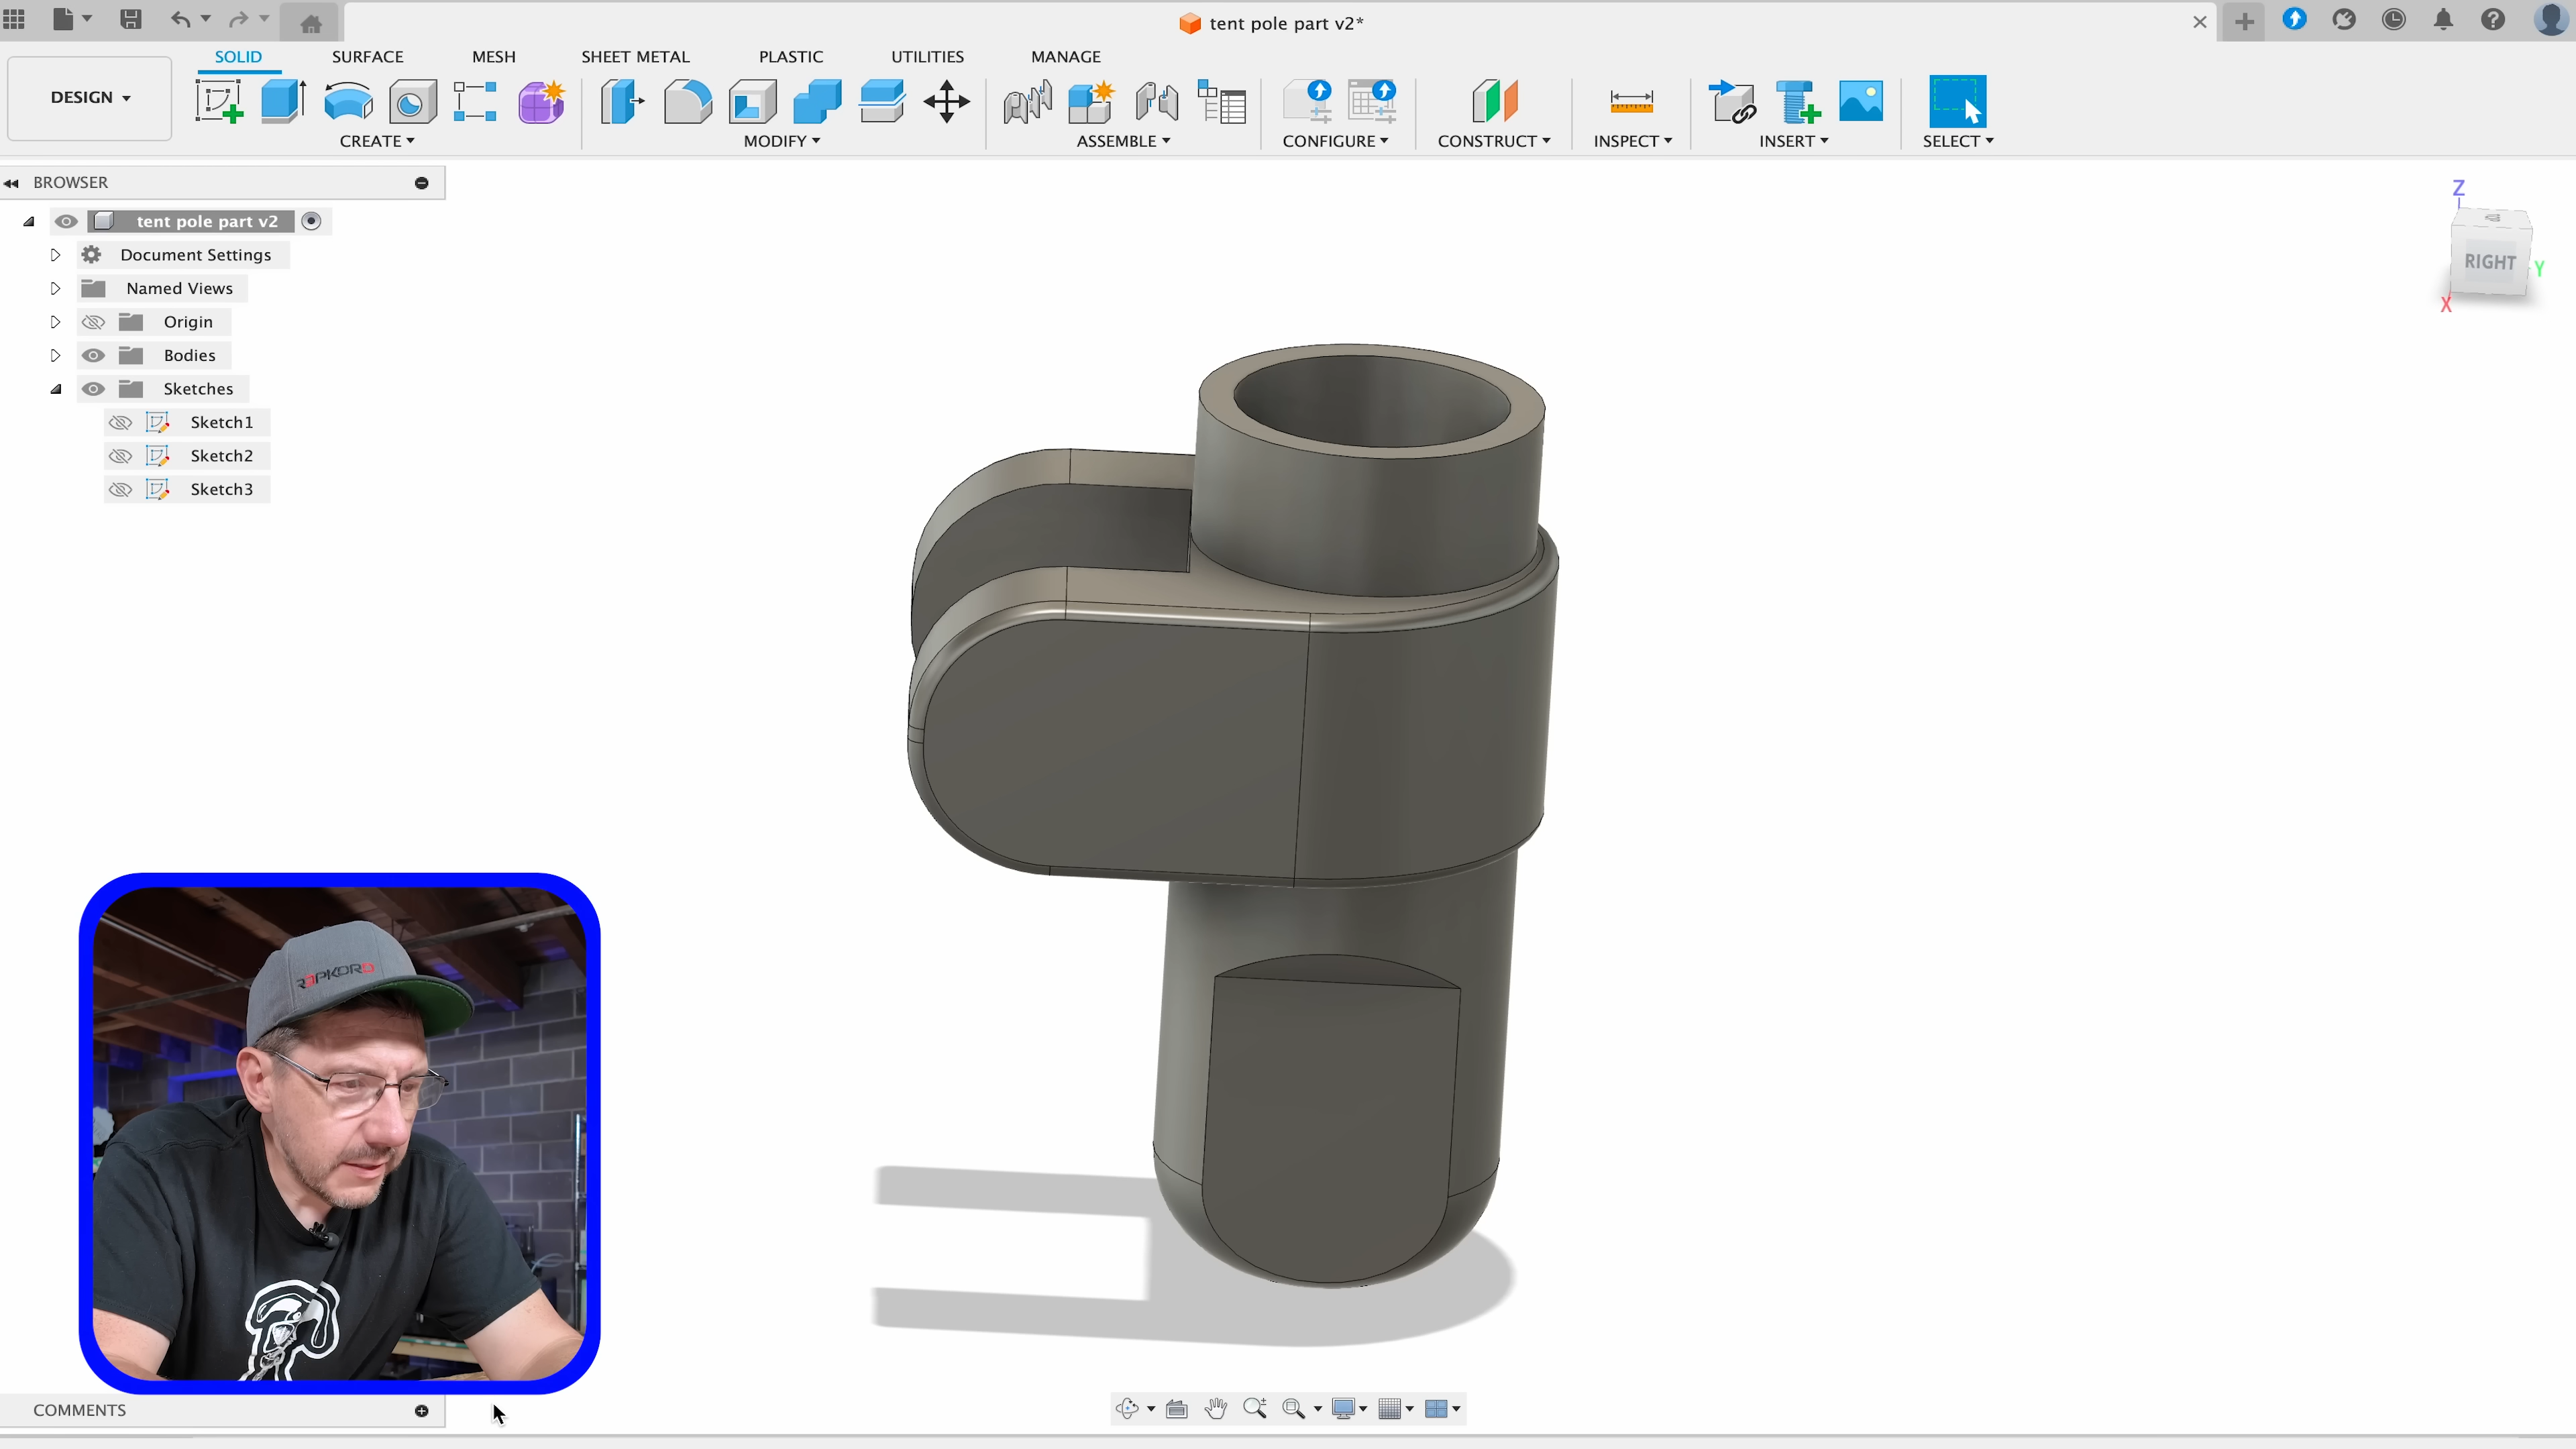 tent pole part v2*
SOLID SURFACE MESH SHEET METAL PLASTIC UTILITIES MANAGE
DESIGN
CREATE MODIFY ASSEMBLE CONFIGURE CONSTRUCT INSPECT INSERT SELECT
BROWSER
tent pole part v2
Document Settings
Named Views
Origin
Bodies
Sketches
Sketch1
Sketch2
Sketch3
Z
RIGHT
Y
X
R3PKORD
COMMENTS